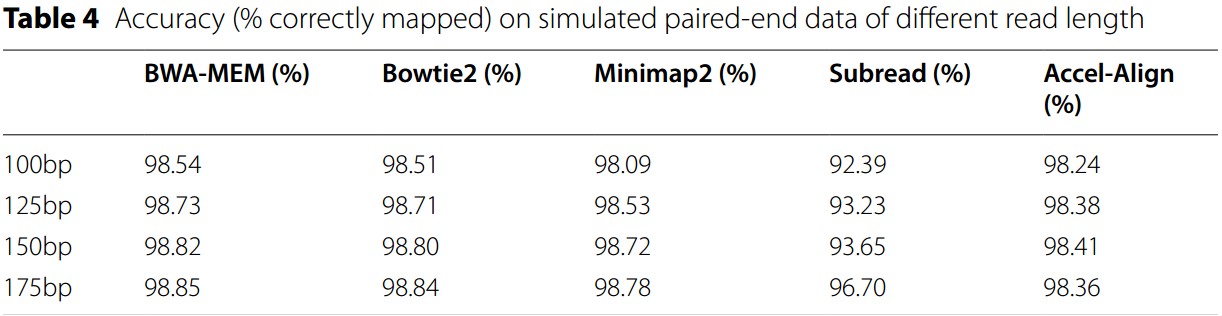 Table 4 Accuracy (% correctly mapped) on simulated paired-end data of different read length
BWA-MEM (%) Bowtie2 (%) Minimap2 (%) Subread (%) Accel-Align
(%)
100bp 98.54 98.51 98.09 92.39 98.24
125bp 98.73 98.71 98.53 93.23 98.38
150bp 98.82 98.80 98.72 93.65 98.41
175bp 98.85 98.84 98.78 96.70 98.36